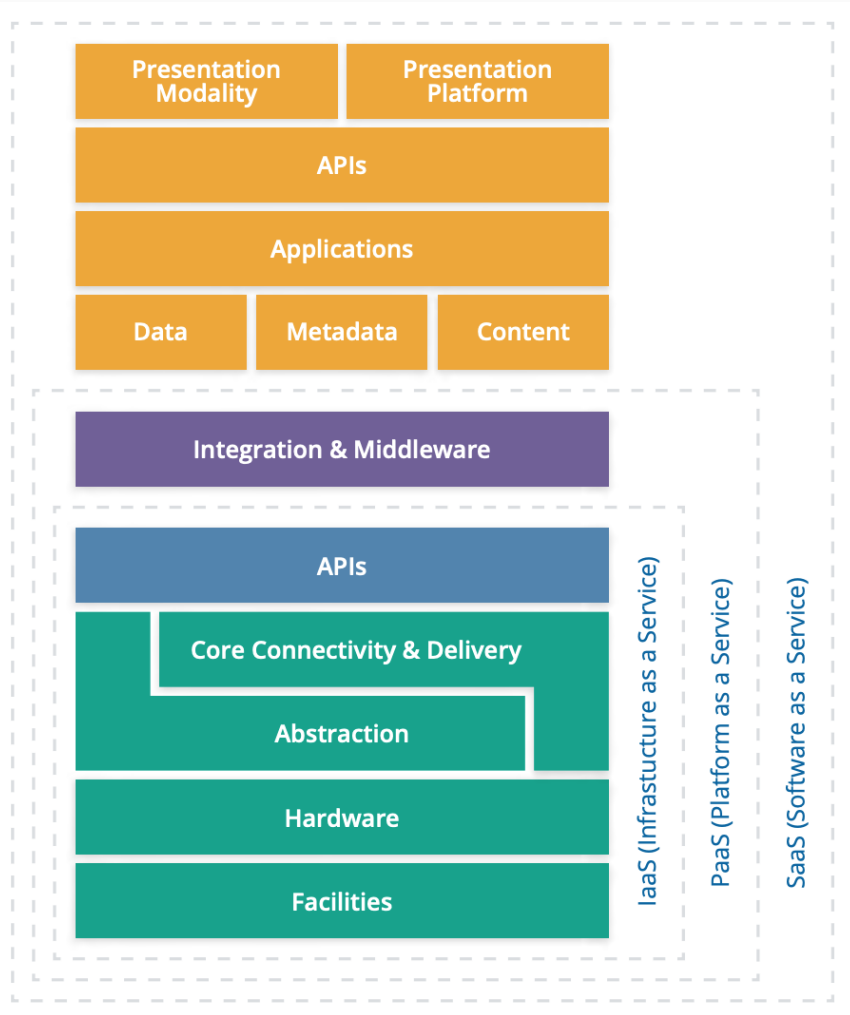 Presentation
Modality
Presentation
Platform
APIs
Applications
Data
Metadata
Content
Integration & Middleware
APIs
Core Connectivity & Delivery
Abstraction
Hardware
Facilities
IaaS (Infrastucture as a Service)
PaaS (Platform as a Service)
SaaS (Software as a Service)